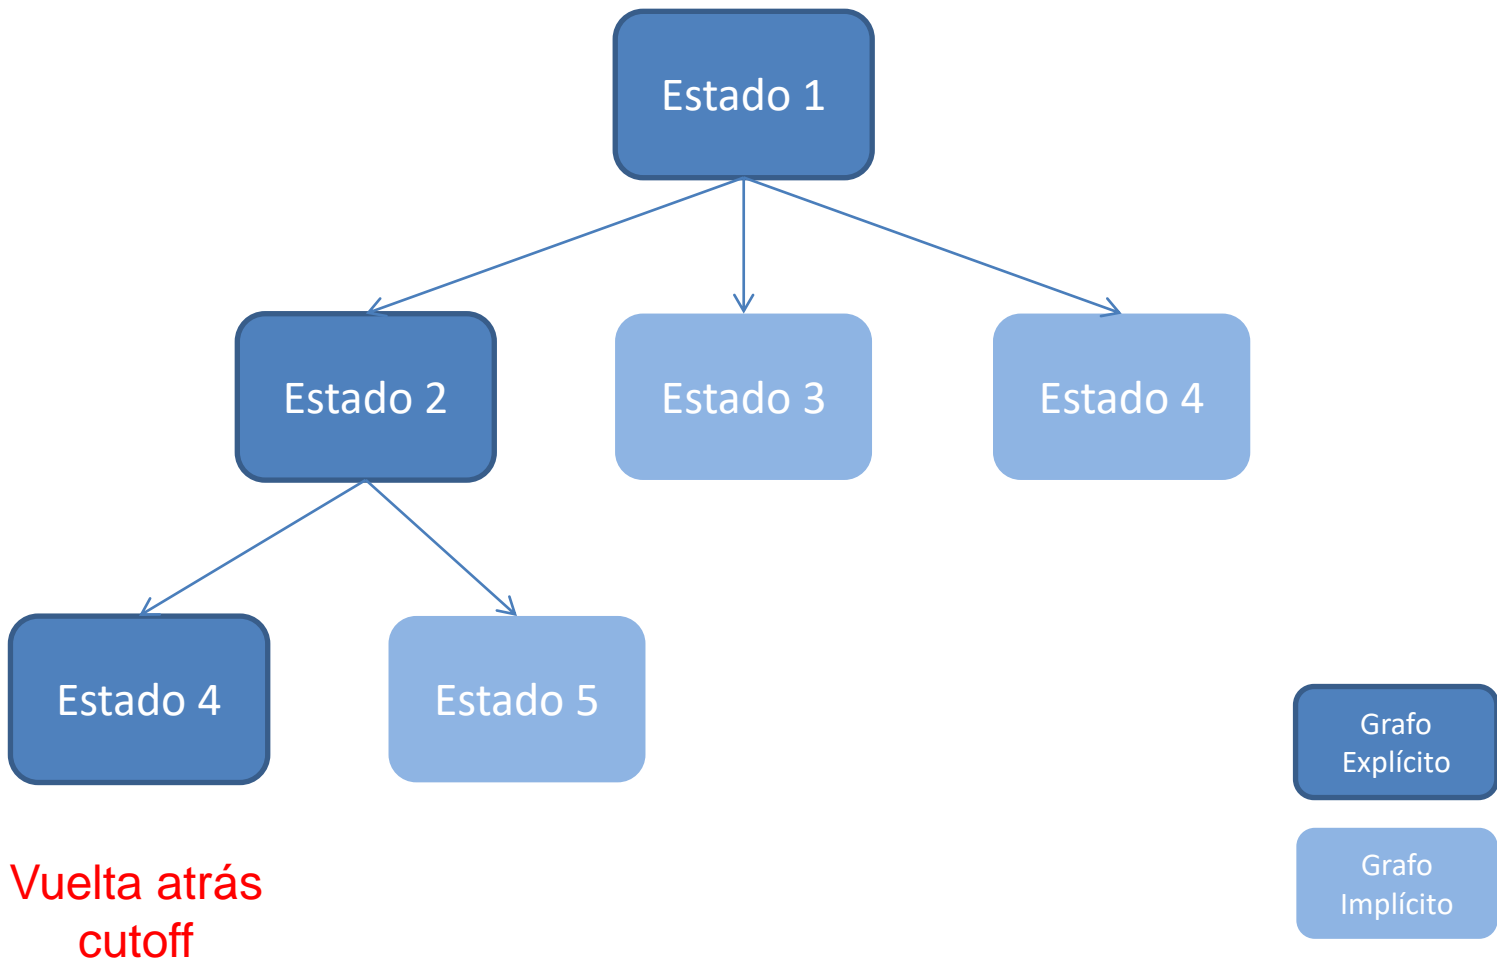 Estado 1
Estado 2
Estado 3
Estado 4
Estado 4
Estado 5
Grafo
Explícito
Grafo
Implícito
Vuelta atrás
cutoff